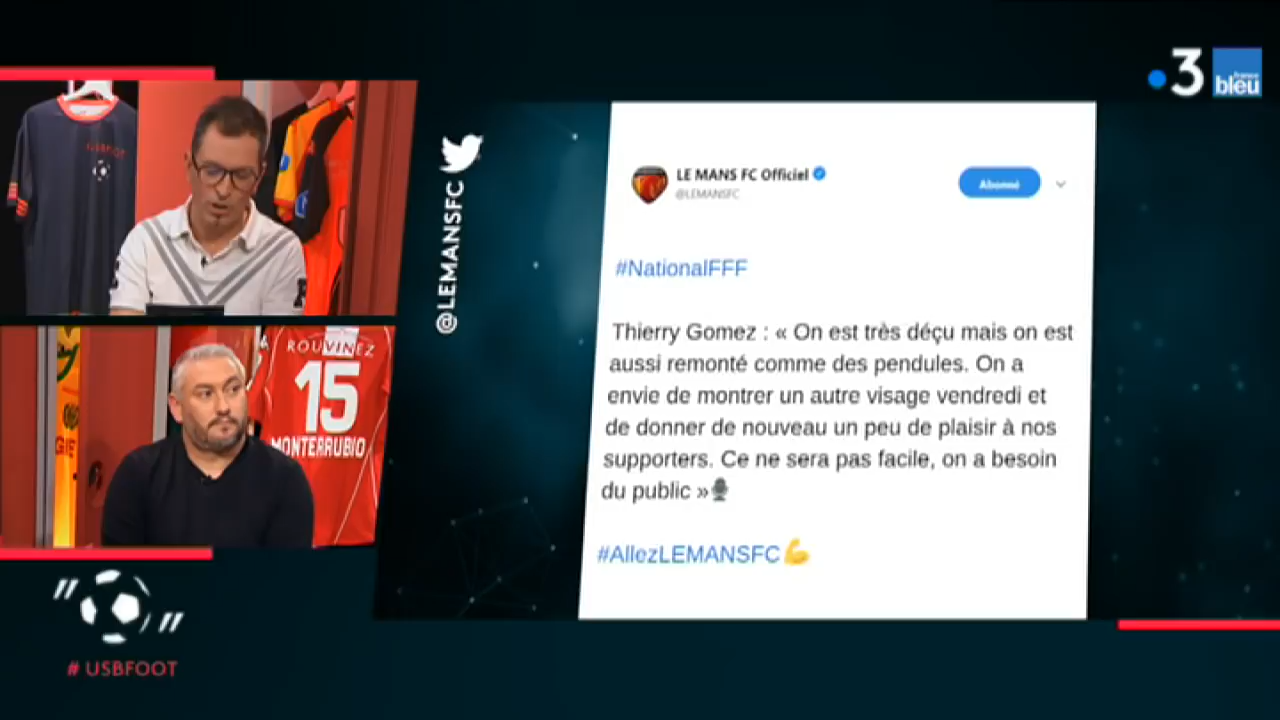 3
france
bleu
USBFOOT
@LEMANSFC
LE MANS FC Officiel
@LEMANSFC
Abonné
#NationalFFF
Thierry Gomez : « On est très déçu mais on est
aussi remonté comme des pendules. On a
envie de montrer un autre visage vendredi et
de donner de nouveau un peu de plaisir à nos
supporters. Ce ne sera pas facile, on a besoin
du public »
#AllezLEMANSFC
ROUVINEZ
15
MONTERRUBIO
# USBFOOT